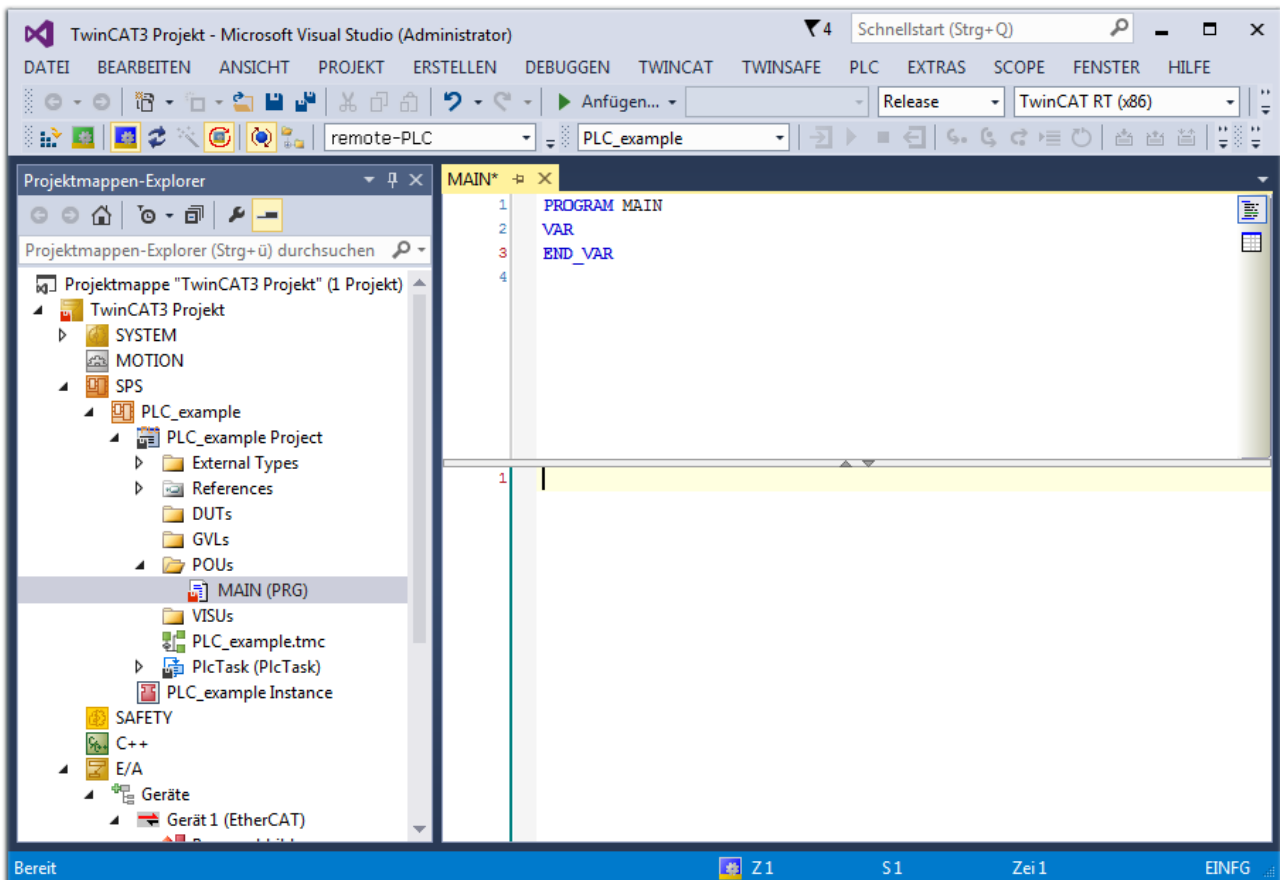 TwinCAT3 Projekt - Microsoft Visual Studio (Administrator) 4 Schnellstart (Strg+Q)
DATEI BEARBEITEN ANSICHT PROJEKT ERSTELLEN DEBUGGEN TWINCAT TWINSAFE PLC EXTRAS SCOPE FENSTER HILFE
Anfügen... Release TwinCAT RT (x86)
remote-PLC PLC_example
Projektmappen-Explorer
Projektmappen-Explorer (Strg+ü) durchsuchen
Projektmappe "TwinCAT3 Projekt" (1 Projekt)
TwinCAT3 Projekt
SYSTEM
MOTION
SPS
PLC_example
PLC_example Project
External Types
References
DUTs
GVLs
POUs
MAIN (PRG)
VISUs
PLC_example.tmc
PlcTask (PlcTask)
PLC_example Instance
SAFETY
C++
E/A
Geräte
Gerät 1 (EtherCAT)
MAIN*
1 PROGRAM MAIN
2 VAR
3 END_VAR
4
1
Bereit Z 1 S 1 Zei 1 EINFG